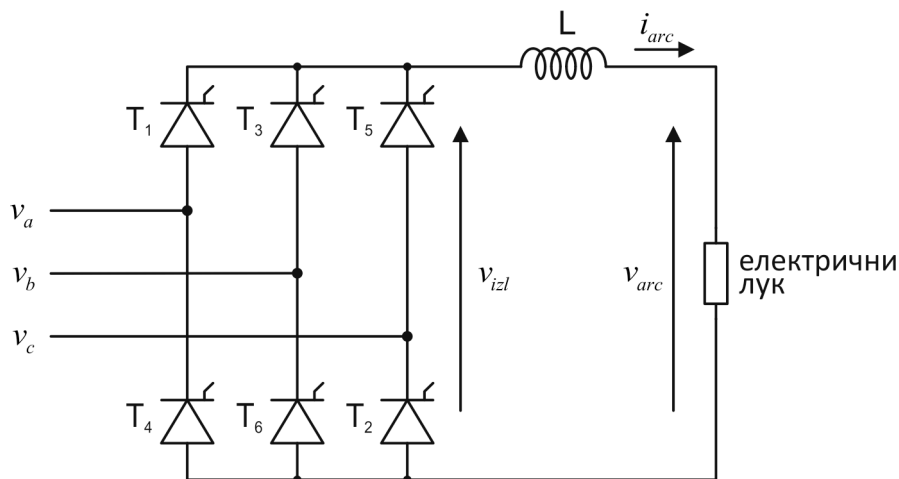 L
i_arc
T₁
T₃
T₅
v_a
v_b
v_c
v_izl
v_arc
електрични
лук
T₄
T₆
T₂